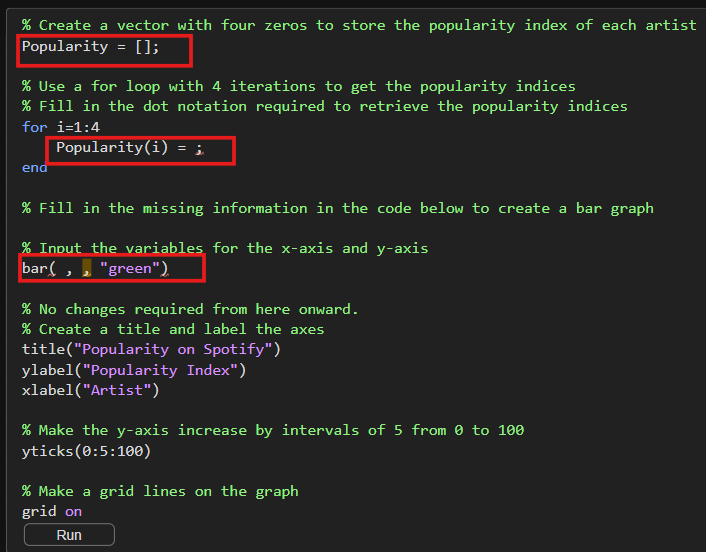 % Create a vector with four zeros to store the popularity index of each artist
Popularity = [];
% Use a for loop with 4 iterations to get the popularity indices
% Fill in the dot notation required to retrieve the popularity indices
for i=1:4
Popularity(i) = ;
end
% Fill in the missing information in the code below to create a bar graph
% Input the variables for the x-axis and y-axis
bar( , , "green")
% No changes required from here onward.
% Create a title and label the axes
title("Popularity on Spotify")
ylabel("Popularity Index")
xlabel("Artist")
% Make the y-axis increase by intervals of 5 from 0 to 100
yticks(0:5:100)
% Make a grid lines on the graph
grid on
Run